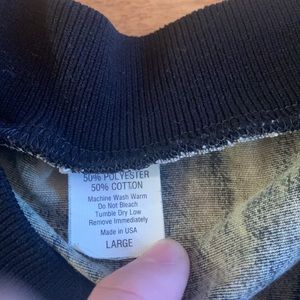 50% POLYESTER
50% COTTON
Machine Wash Warm
Do Not Bleach
Tumble Dry Low
Remove Immediately
Made in USA
LARGE